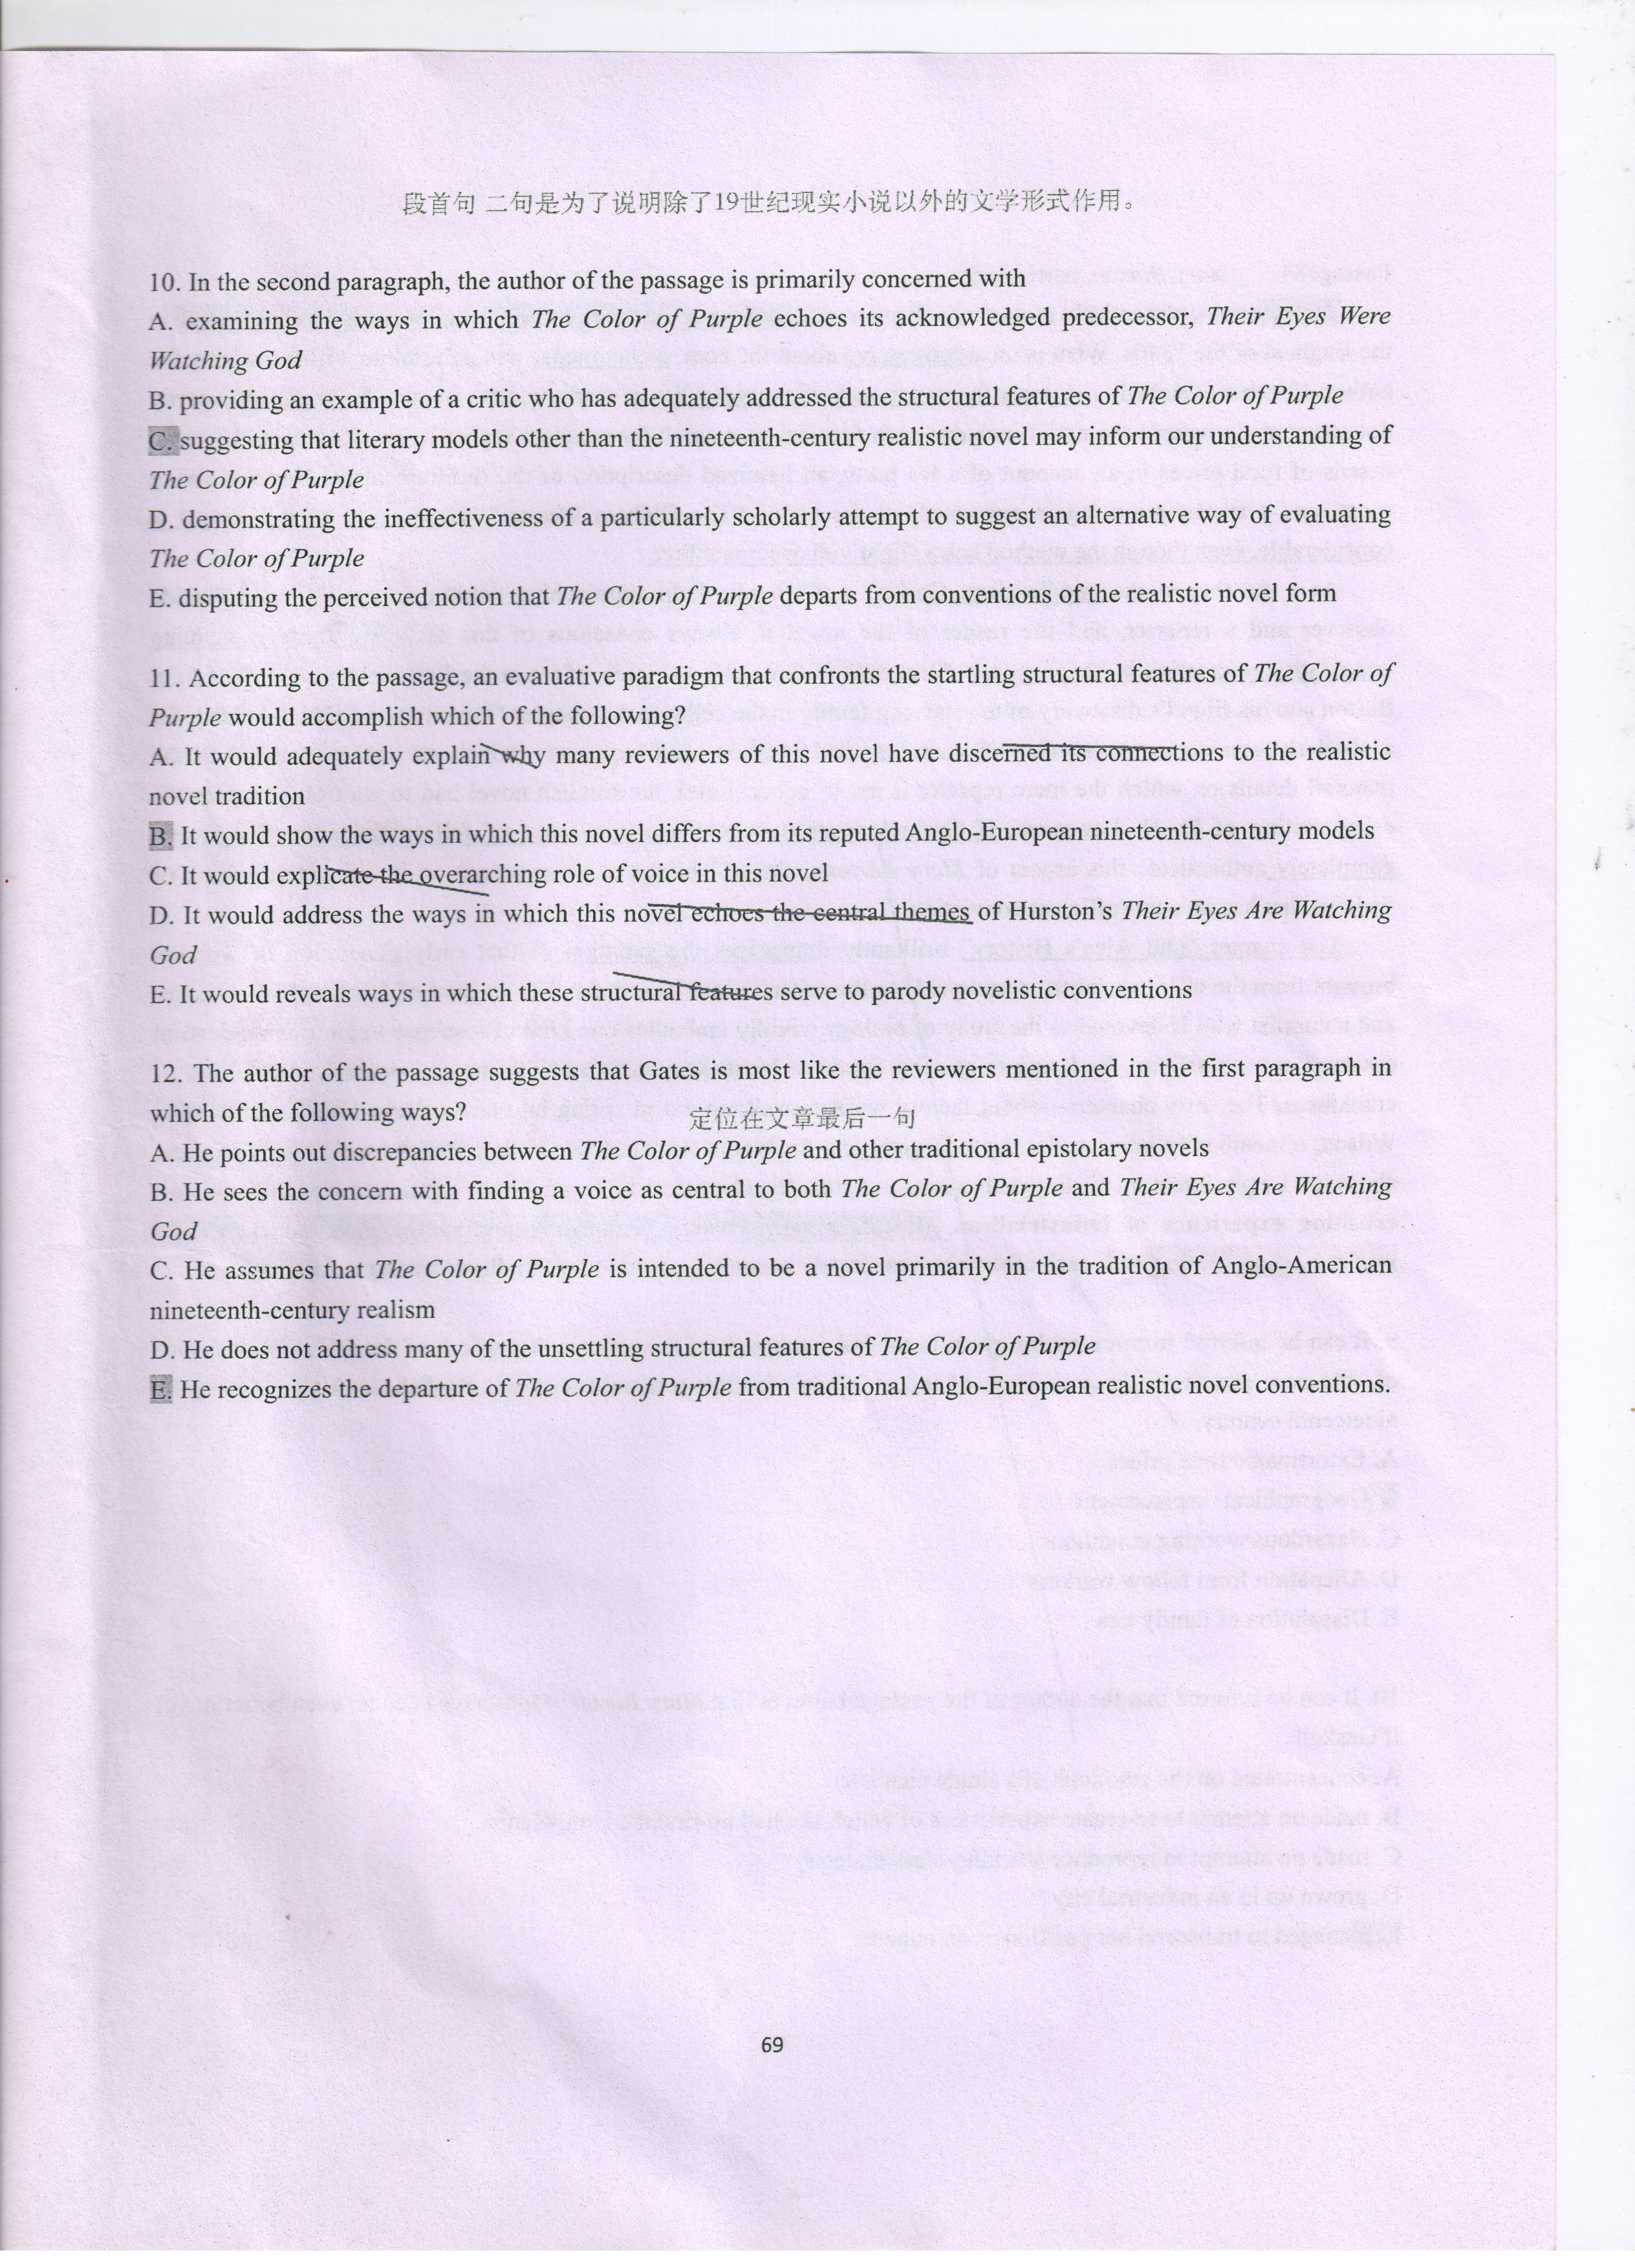 段首句 二句是为了说明除了19世纪现实小说以外的文学形式作用。
10. In the second paragraph, the author of the passage is primarily concerned with
A. examining the ways in which The Color of Purple echoes its acknowledged predecessor, Their Eyes Were
Watching God
B. providing an example of a critic who has adequately addressed the structural features of The Color of Purple
C. suggesting that literary models other than the nineteenth-century realistic novel may inform our understanding of
The Color of Purple
D. demonstrating the ineffectiveness of a particularly scholarly attempt to suggest an alternative way of evaluating
The Color of Purple
E. disputing the perceived notion that The Color of Purple departs from conventions of the realistic novel form
11. According to the passage, an evaluative paradigm that confronts the startling structural features of The Color of
Purple would accomplish which of the following?
A. It would adequately explain why many reviewers of this novel have discerned its connections to the realistic
novel tradition
B. It would show the ways in which this novel differs from its reputed Anglo-European nineteenth-century models
C. It would explicate the overarching role of voice in this novel
D. It would address the ways in which this novel echoes the central themes of Hurston's Their Eyes Are Watching
God
E. It would reveals ways in which these structural features serve to parody novelistic conventions
12. The author of the passage suggests that Gates is most like the reviewers mentioned in the first paragraph in
which of the following ways? 定位在文章最后一句
A. He points out discrepancies between The Color of Purple and other traditional epistolary novels
B. He sees the concern with finding a voice as central to both The Color of Purple and Their Eyes Are Watching
God
C. He assumes that The Color of Purple is intended to be a novel primarily in the tradition of Anglo-American
nineteenth-century realism
D. He does not address many of the unsettling structural features of The Color of Purple
E. He recognizes the departure of The Color of Purple from traditional Anglo-European realistic novel conventions.
69